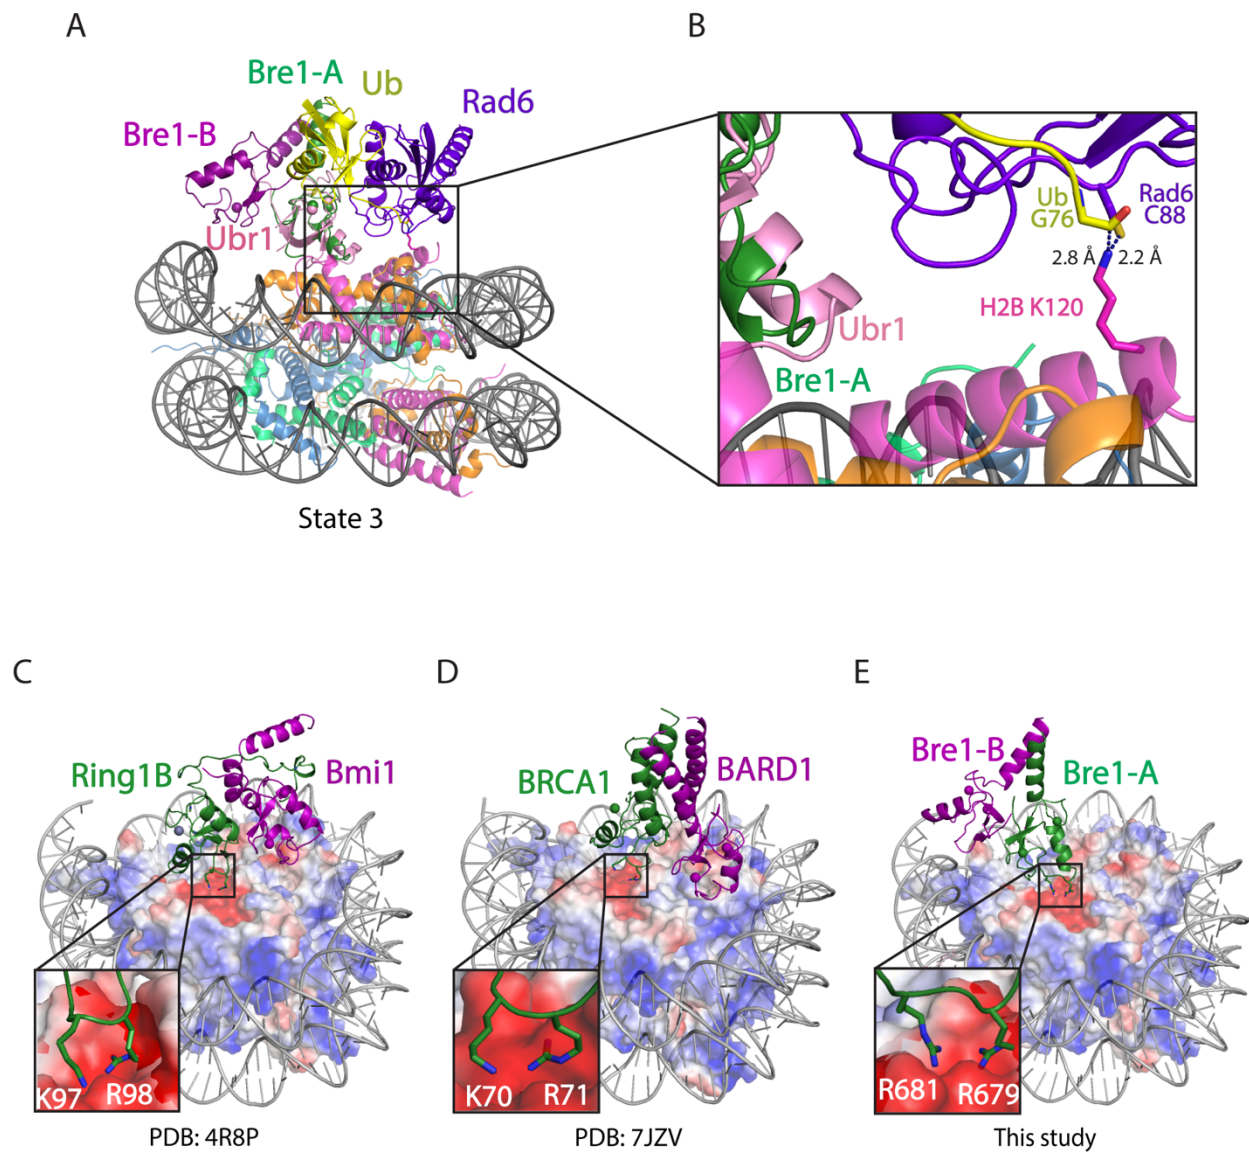 A
Bre1-A
Ub
Rad6
Bre1-B
Ubr1
State 3
B
Ub
G76
Rad6
C88
2.8 Å
2.2 Å
H2B K120
Ubr1
Bre1-A
C
Ring1B
Bmi1
K97
R98
PDB: 4R8P
D
BRCA1
BARD1
K70
R71
PDB: 7JZV
E
Bre1-B
Bre1-A
R681
R679
This study